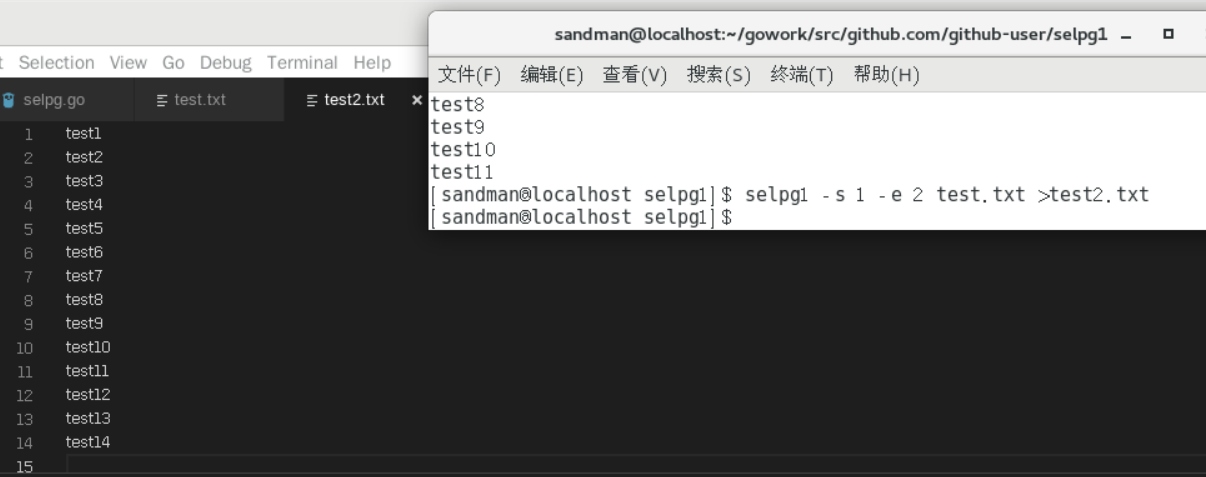 sandman@localhost:~/gowork/src/github.com/github-user/selpg1
Selection View Go Debug Terminal Help
文件(F) 编辑(E) 查看(V) 搜索(S) 终端(T) 帮助(H)
selpg.go test.txt test2.txt
test8
test9
test10
test11
[sandman@localhost selpg1]$ selpg1 -s 1 -e 2 test.txt >test2.txt
[sandman@localhost selpg1]$
1 test1
2 test2
3 test3
4 test4
5 test5
6 test6
7 test7
8 test8
9 test9
10 test10
11 test11
12 test12
13 test13
14 test14
15